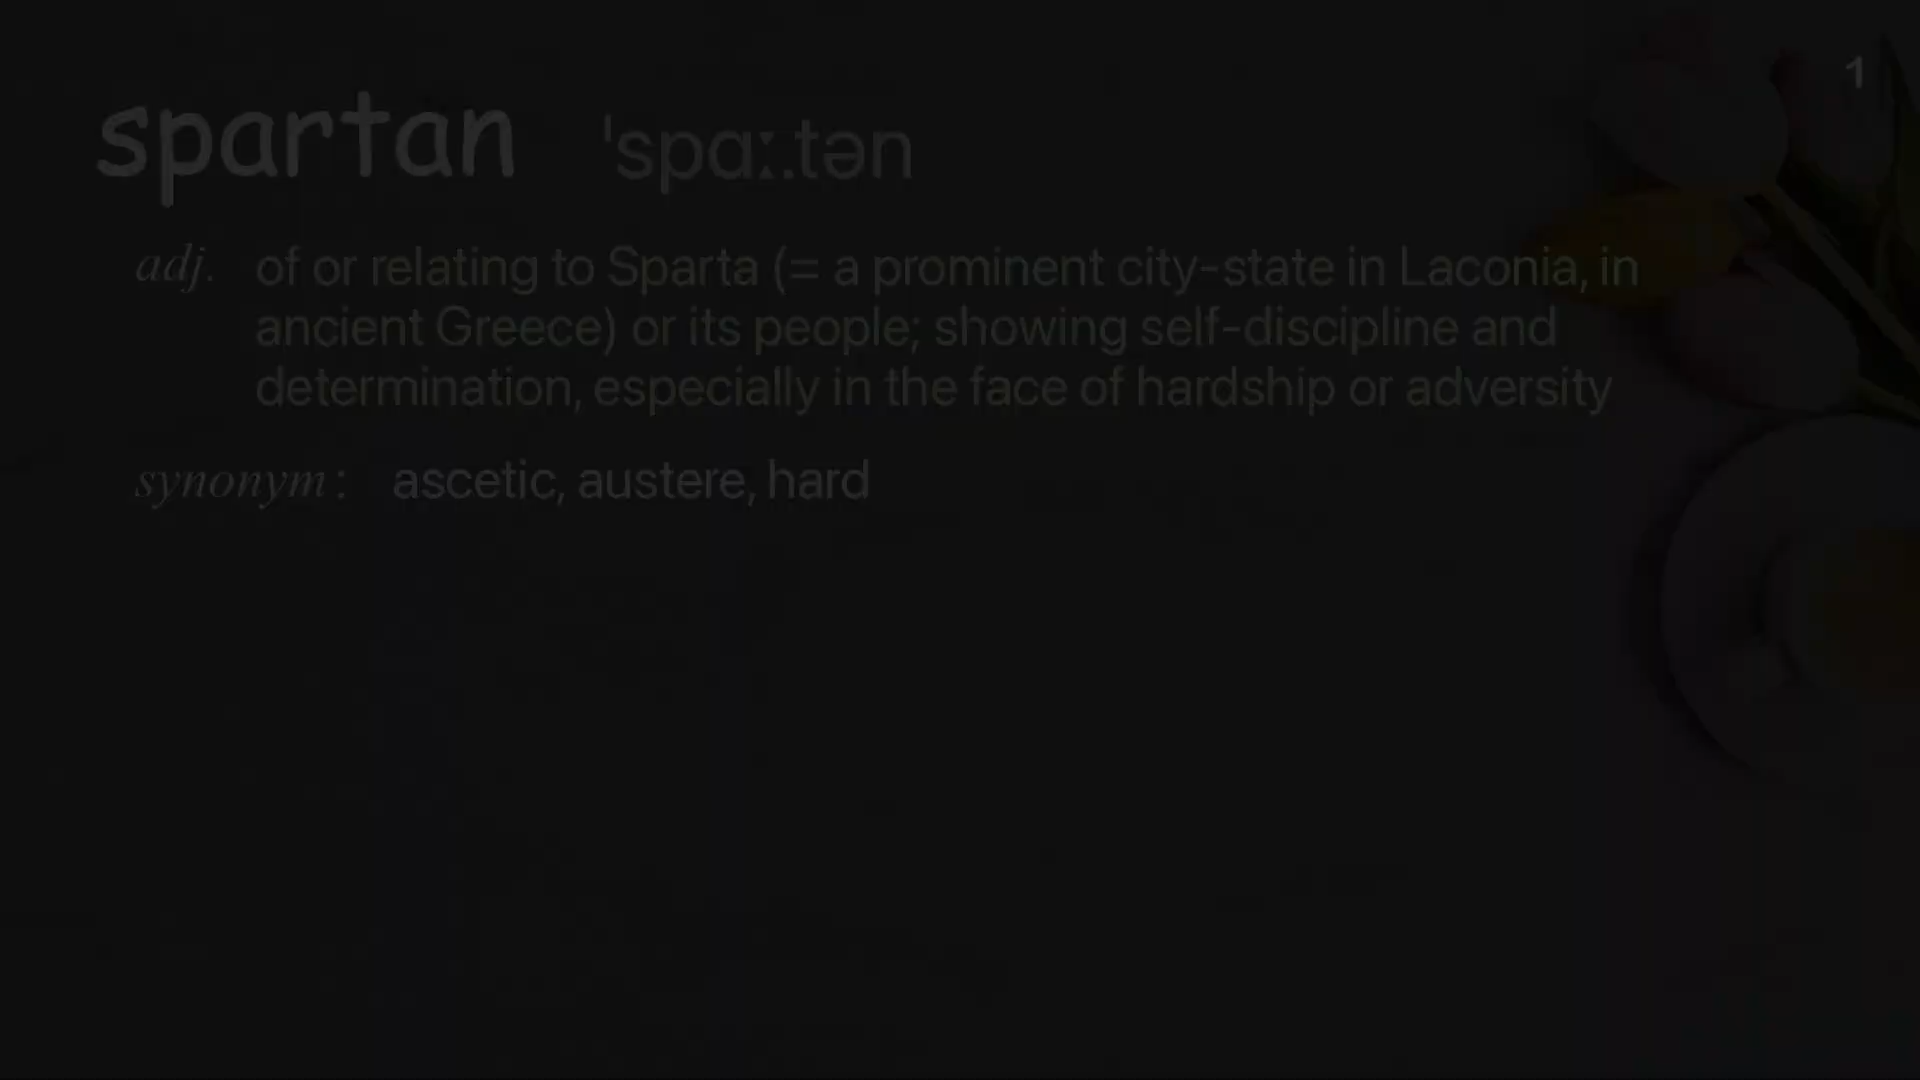 1
spartan ˈspɑː.tən
adj. of or relating to Sparta (= a prominent city-state in Laconia, in
ancient Greece) or its people; showing self-discipline and
determination, especially in the face of hardship or adversity
synonym: ascetic, austere, hard